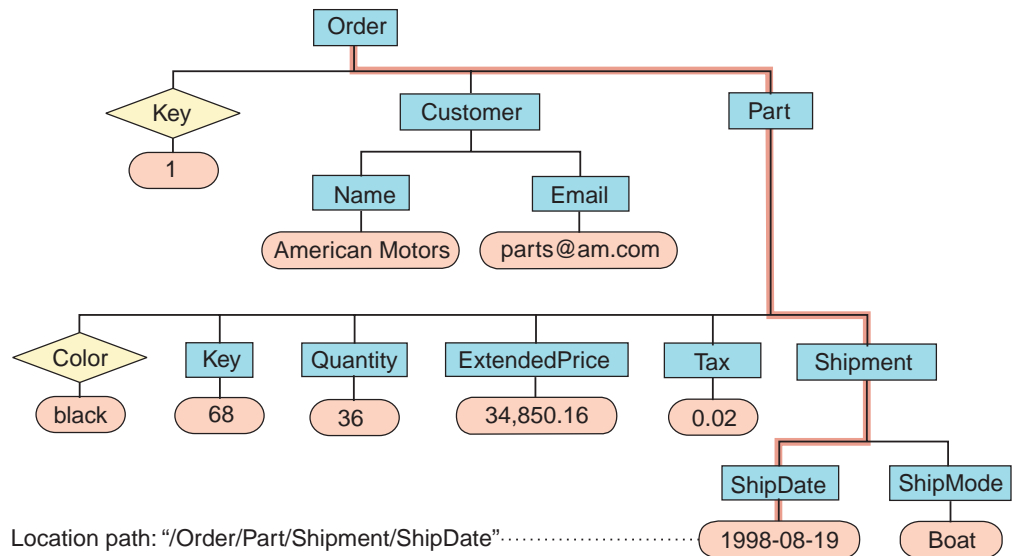 Order
Key
Customer
Part
1
Name
Email
American Motors
parts@am.com
Color
Key
Quantity
ExtendedPrice
Tax
Shipment
black
68
36
34,850.16
0.02
ShipDate
ShipMode
Location path: “/Order/Part/Shipment/ShipDate”
1998-08-19
Boat